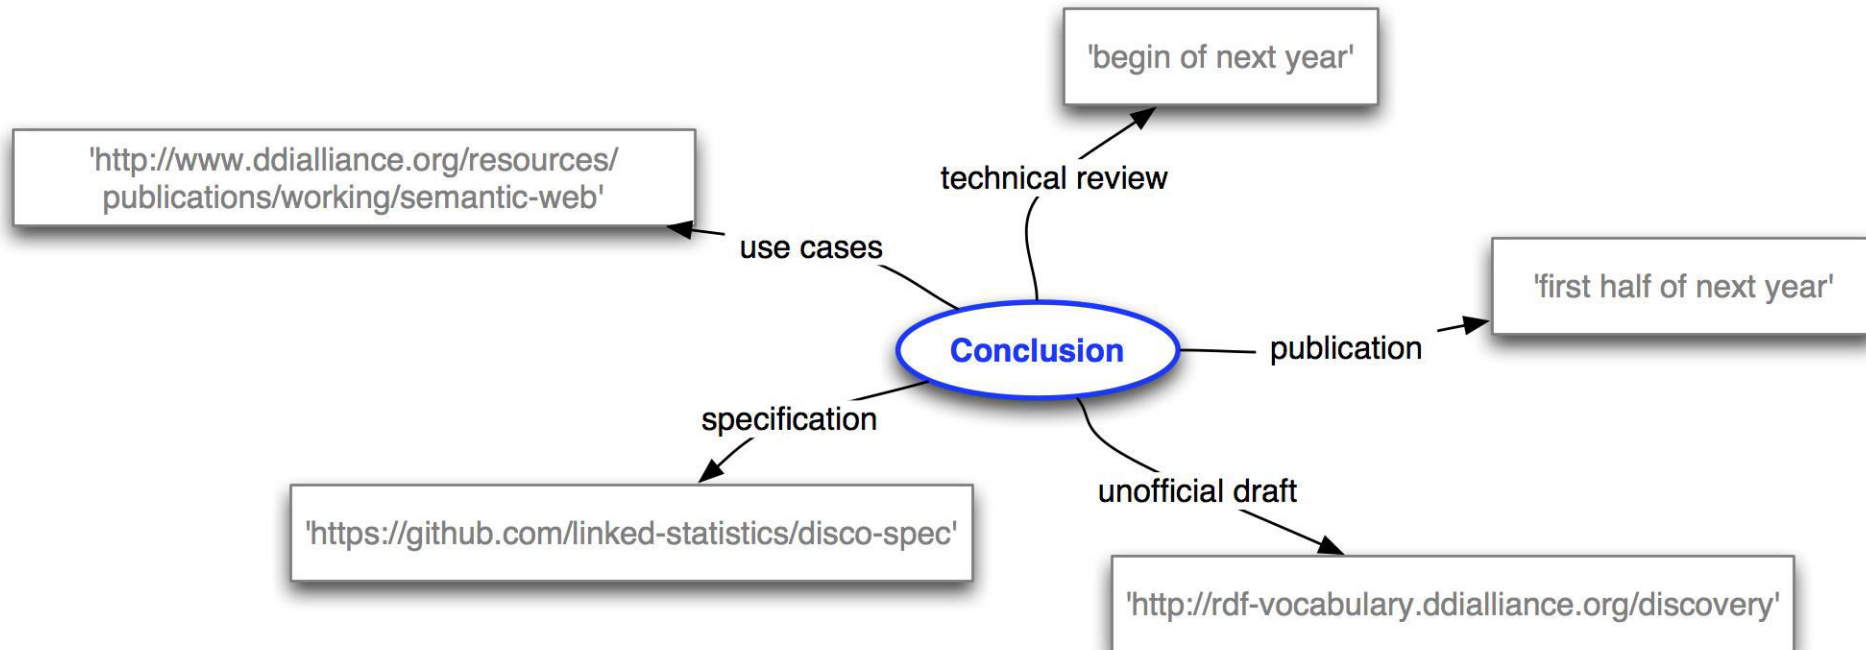 'begin of next year'
'http://www.ddialliance.org/resources/
publications/working/semantic-web'
technical review
use cases
'first half of next year'
Conclusion
publication
specification
unofficial draft
'https://github.com/linked-statistics/disco-spec'
'http://rdf-vocabulary.ddialliance.org/discovery'